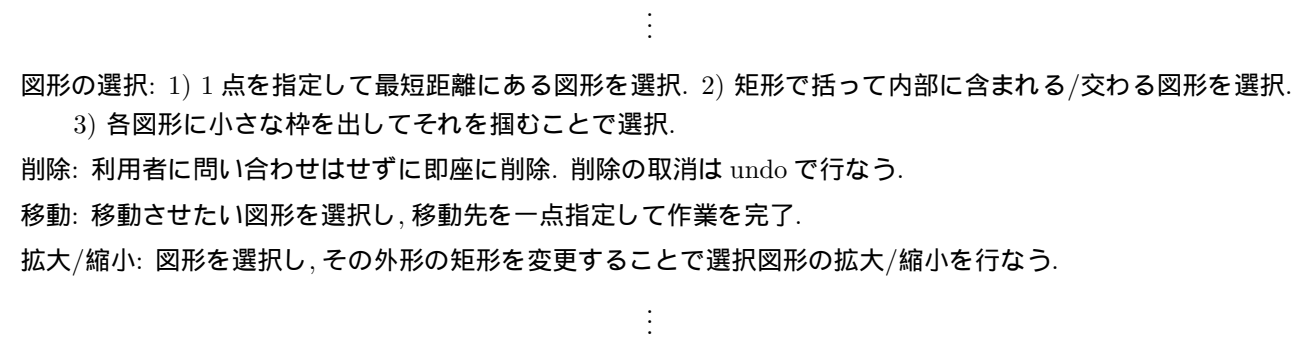 ⋮
図形の選択: 1) 1 点を指定して最短距離にある図形を選択. 2) 矩形で括って内部に含まれる/交わる図形を選択.
3) 各図形に小さな枠を出してそれを掴むことで選択.
削除: 利用者に問い合わせはせずに即座に削除. 削除の取消は undo で行なう.
移動: 移動させたい図形を選択し, 移動先を一点指定して作業を完了.
拡大/縮小: 図形を選択し, その外形の矩形を変更することで選択図形の拡大/縮小を行なう.
⋮